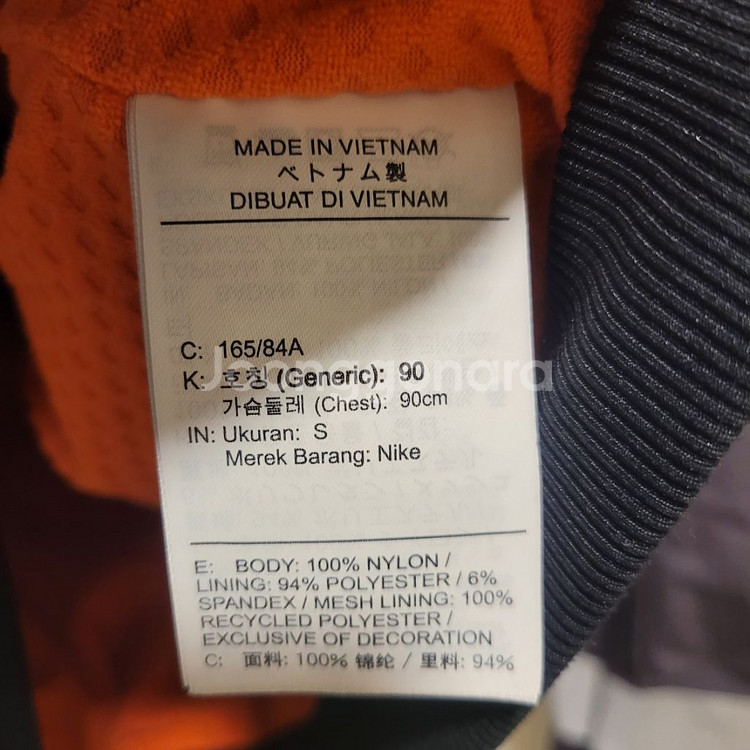 MADE IN VIETNAM
ベトナム製
DIBUAT DI VIETNAM
C: 165/84A
K: 호칭 (Generic): 90
가슴둘레 (Chest): 90cm
IN: Ukuran: S
Merek Barang: Nike
E: BODY: 100% NYLON /
LINING: 94% POLYESTER / 6%
SPANDEX / MESH LINING: 100%
RECYCLED POLYESTER /
EXCLUSIVE OF DECORATION
C: 面料: 100% 锦纶 / 里料: 94%
Joonggonara